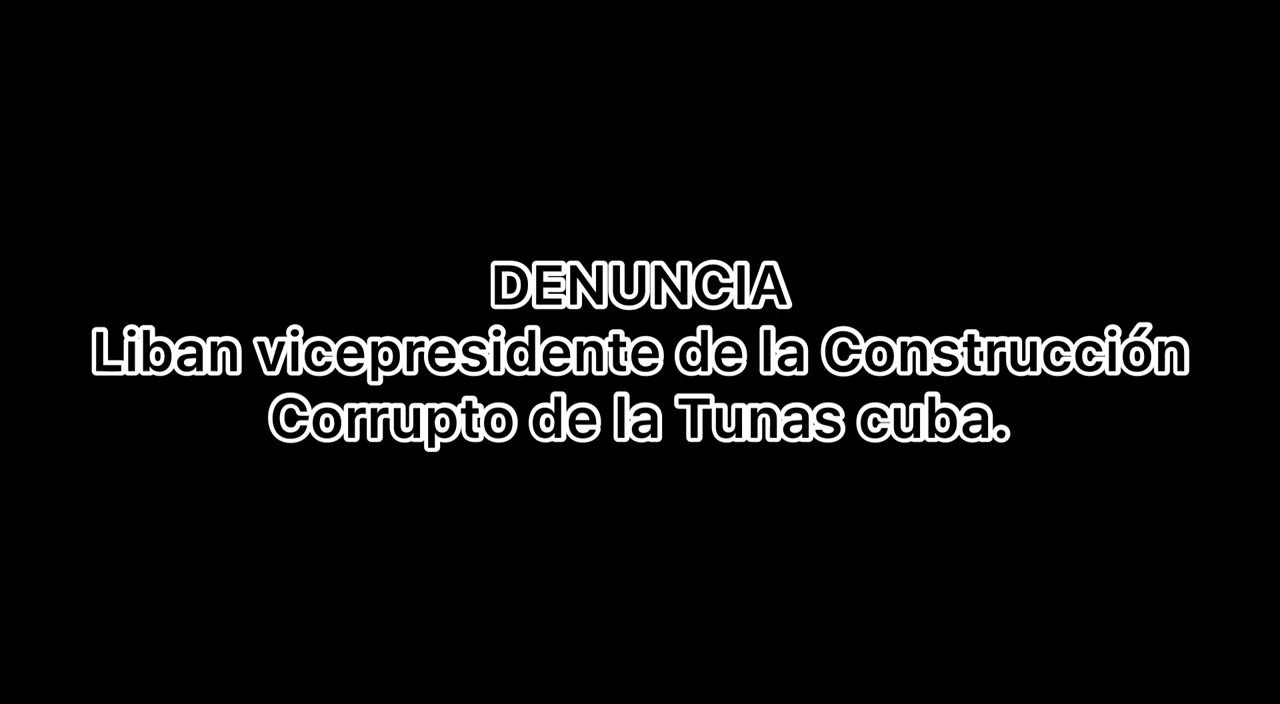 DENUNCIA
Liban vicepresidente de la Construcción
Corrupto de la Tunas cuba.